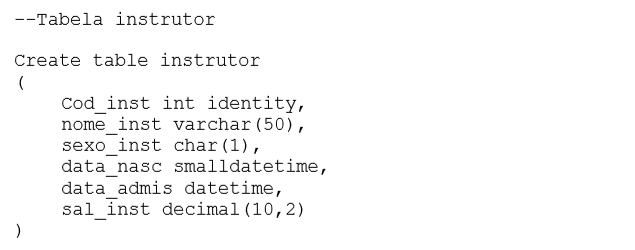 --Tabela instrutor
Create table instrutor
(
Cod_inst int identity,
nome_inst varchar(50),
sexo_inst char(1),
data_nasc smalldatetime,
data_admis datetime,
sal_inst decimal(10,2)
)